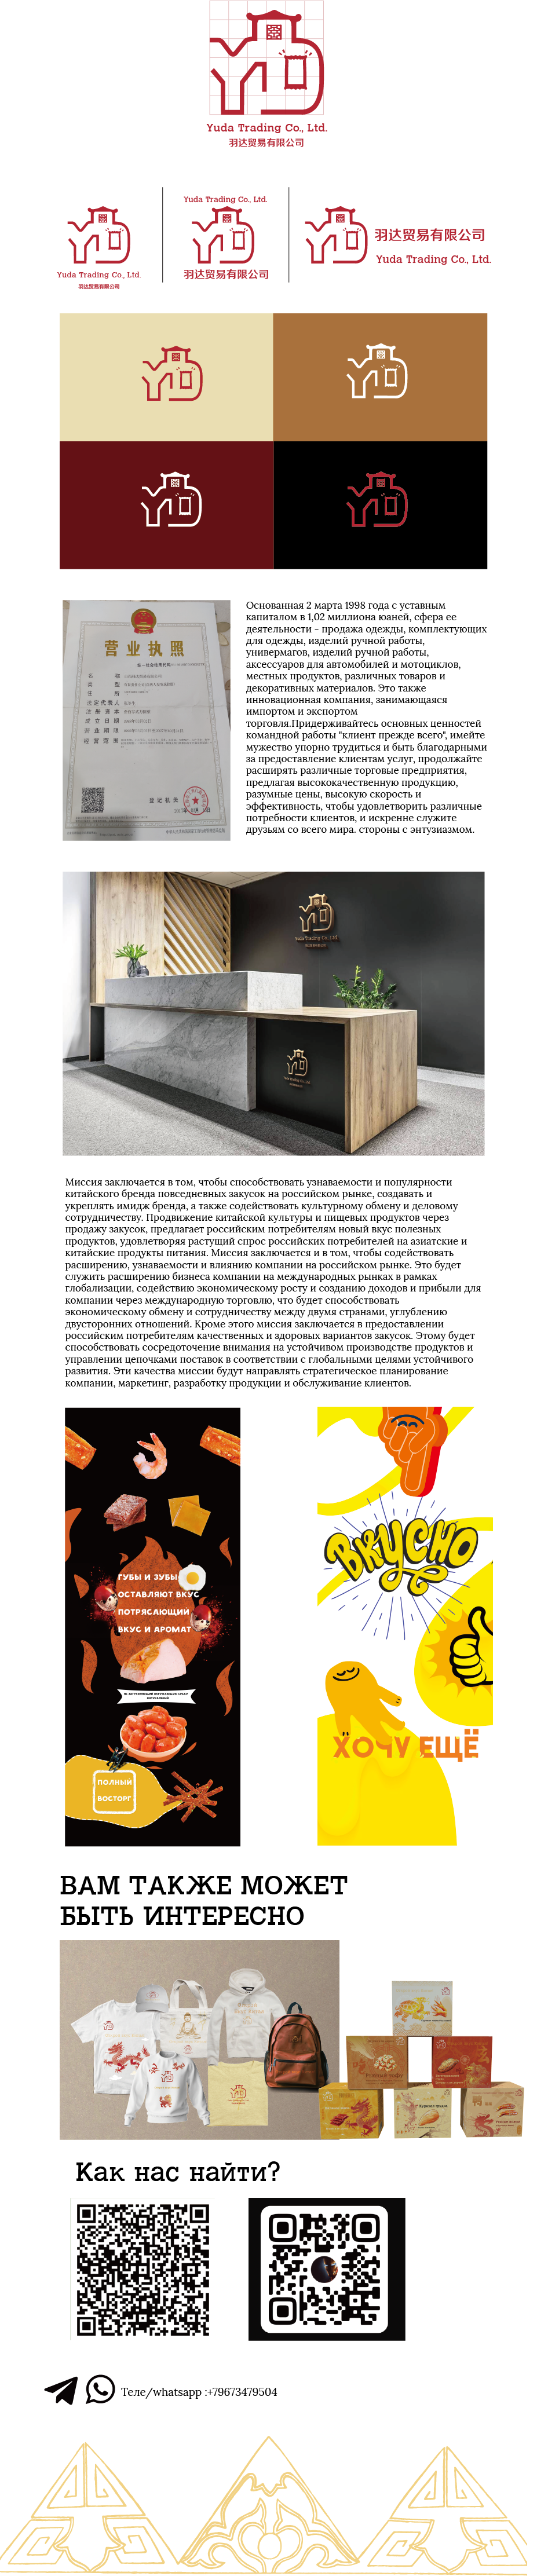 Yuda Trading Co., Ltd.
羽达贸易有限公司
Yuda Trading Co., Ltd.
羽达贸易有限公司
Yuda Trading Co., Ltd.
羽达贸易有限公司
羽达贸易有限公司
Yuda Trading Co., Ltd.
营业执照
Основанная 2 марта 1998 года с уставным
капиталом в 1,02 миллиона юаней, сфера ее
деятельности - продажа одежды, комплектующих
для одежды, изделий ручной работы,
универмагов, изделий ручной работы,
аксессуаров для автомобилей и мотоциклов,
местных продуктов, различных товаров и
декоративных материалов. Это также
инновационная компания, занимающаяся
импортом и экспортом
торговля.Придерживайтесь основных ценностей
командной работы "клиент прежде всего", имейте
мужество упорно трудиться и быть благодарными
за предоставление клиентам услуг, продолжайте
расширять различные торговые предприятия,
предлагая высококачественную продукцию,
разумные цены, высокую скорость и
эффективность, чтобы удовлетворить различные
потребности клиентов, и искренне служите
друзьям со всего мира. стороны с энтузиазмом.
Yuda Trading Co., Ltd.
Yuda Trading Co., Ltd.
Миссия заключается в том, чтобы способствовать узнаваемости и популярности
китайского бренда повседневных закусок на российском рынке, создавать и
укреплять имидж бренда, а также содействовать культурному обмену и деловому
сотрудничеству. Продвижение китайской культуры и пищевых продуктов через
продажу закусок, предлагает российским потребителям новый вкус полезных
продуктов, удовлетворяя растущий спрос российских потребителей на азиатские и
китайские продукты питания. Миссия заключается и в том, чтобы содействовать
расширению, узнаваемости и влиянию компании на российском рынке. Это будет
служить расширению бизнеса компании на международных рынках в рамках
глобализации, содействию экономическому росту и созданию доходов и прибыли для
компании через международную торговлю, что будет способствовать
экономическому обмену и сотрудничеству между двумя странами, углублению
двусторонних отношений. Кроме этого миссия заключается в предоставлении
российским потребителям качественных и здоровых вариантов закусок. Этому будет
способствовать сосредоточение внимания на устойчивом производстве продуктов и
управлении цепочками поставок в соответствии с глобальными целями устойчивого
развития. Эти качества миссии будут направлять стратегическое планирование
компании, маркетинг, разработку продукции и обслуживание клиентов.
ГУБЫ И ЗУБЫ
ОСТАВЛЯЮТ ВКУС
ПОТРЯСАЮЩИЙ
ВКУС И АРОМАТ
ПОЛНЫЙ
ВОСТОРГ
ВКУСНО
ХОЧУ ЕЩЁ
ВАМ ТАКЖЕ МОЖЕТ
БЫТЬ ИНТЕРЕСНО
Как нас найти?
Теле/whatsapp :+79673479504